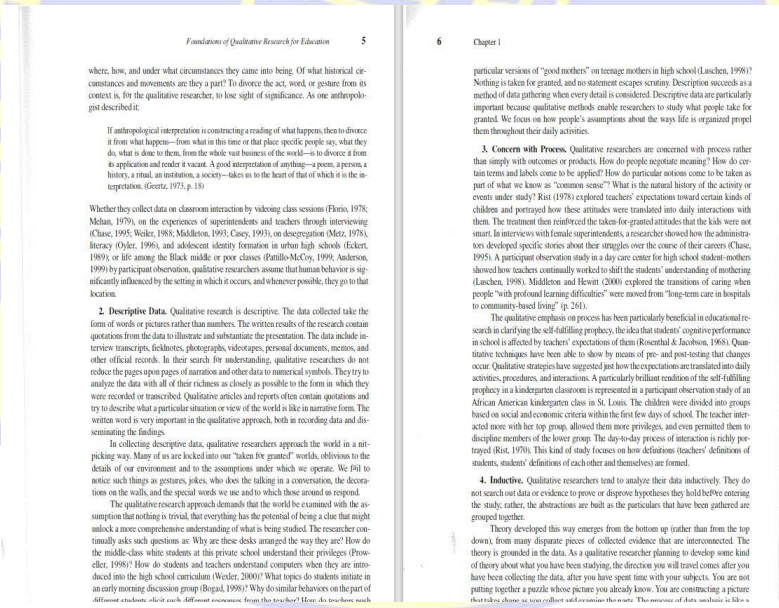 Foundations of Qualitative Research for Education 5
where, how, and under what circumstances they came into being. Of what historical cir-
cumstances and movements are they a part? To divorce the act, word, or gesture from its
context is, for the qualitative researcher, to lose sight of significance. As one anthropolo-
gist described it:
If anthropological interpretation is constructing a reading of what happens, then to divorce
it from what happens—from what in this time or that place specific people say, what they
do, what is done to them, from the whole vast business of the world—is to divorce it from
its application and render it vacant. A good interpretation of anything—a poem, a person, a
history, a ritual, an institution, a society—takes us to the heart of that of which it is the in-
terpretation. (Geertz, 1973, p. 18)
Whether they collect data on classroom interaction by videoing class sessions (Florio, 1978;
Mehan, 1979), on the experiences of superintendents and teachers through interviewing
(Chase, 1995; Weiler, 1988; Middleton, 1993; Casey, 1993), on desegregation (Metz, 1978),
literacy (Oyler, 1996), and adolescent identity formation in urban high schools (Eckert,
1989); or life among the Black middle or poor classes (Pattillo-McCoy, 1999; Anderson,
1999) by participant observation, qualitative researchers assume that human behavior is sig-
nificantly influenced by the setting in which it occurs, and whenever possible, they go to that
location.
2. Descriptive Data. Qualitative research is descriptive. The data collected take the
form of words or pictures rather than numbers. The written results of the research contain
quotations from the data to illustrate and substantiate the presentation. The data include in-
terview transcripts, fieldnotes, photographs, videotapes, personal documents, memos, and
other official records. In their search for understanding, qualitative researchers do not
reduce the pages upon pages of narration and other data to numerical symbols. They try to
analyze the data with all of their richness as closely as possible to the form in which they
were recorded or transcribed. Qualitative articles and reports often contain quotations and
try to describe what a particular situation or view of the world is like in narrative form. The
written word is very important in the qualitative approach, both in recording data and dis-
seminating the findings.
In collecting descriptive data, qualitative researchers approach the world in a nit-
picking way. Many of us are locked into our "taken for granted" worlds, oblivious to the
details of our environment and to the assumptions under which we operate. We fail to
notice such things as gestures, jokes, who does the talking in a conversation, the decora-
tions on the walls, and the special words we use and to which those around us respond.
The qualitative research approach demands that the world be examined with the as-
sumption that nothing is trivial, that everything has the potential of being a clue that might
unlock a more comprehensive understanding of what is being studied. The researcher con-
tinually asks such questions as: Why are these desks arranged the way they are? How do
the middle-class white students at this private school understand their privileges (Prow-
eller, 1998)? How do students and teachers understand computers when they are intro-
duced into the high school curriculum (Wexler, 2000)? What topics do students initiate in
an early morning discussion group (Bogad, 1998)? Why do similar behaviors on the part of
different students elicit such different responses from the teacher? How do teachers push
6 Chapter 1
particular versions of "good mothers" on teenage mothers in high school (Luschen, 1998)?
Nothing is taken for granted, and no statement escapes scrutiny. Description succeeds as a
method of data gathering when every detail is considered. Descriptive data are particularly
important because qualitative methods enable researchers to study what people take for
granted. We focus on how people's assumptions about the ways life is organized propel
them throughout their daily activities.
3. Concern with Process. Qualitative researchers are concerned with process rather
than simply with outcomes or products. How do people negotiate meaning? How do cer-
tain terms and labels come to be applied? How do particular notions come to be taken as
part of what we know as "common sense"? What is the natural history of the activity or
events under study? Rist (1978) explored teachers' expectations toward certain kinds of
children and portrayed how these attitudes were translated into daily interactions with
them. The treatment then reinforced the taken-for-granted attitudes that the kids were not
smart. In interviews with female superintendents, a researcher showed how the administra-
tors developed specific stories about their struggles over the course of their careers (Chase,
1995). A participant observation study in a day care center for high school student-mothers
showed how teachers continually worked to shift the students' understanding of mothering
(Luschen, 1998). Middleton and Hewitt (2000) explored the transitions of caring when
people "with profound learning difficulties" were moved from "long-term care in hospitals
to community-based living" (p. 261).
The qualitative emphasis on process has been particularly beneficial in educational re-
search in clarifying the self-fulfilling prophecy, the idea that students' cognitive performance
in school is affected by teachers' expectations of them (Rosenthal & Jacobson, 1968). Quan-
titative techniques have been able to show by means of pre- and post-testing that changes
occur. Qualitative strategies have suggested just how the expectations are translated into daily
activities, procedures, and interactions. A particularly brilliant rendition of the self-fulfilling
prophecy in a kindergarten classroom is represented in a participant observation study of an
African American kindergarten class in St. Louis. The children were divided into groups
based on social and economic criteria within the first few days of school. The teacher inter-
acted more with her top group, allowed them more privileges, and even permitted them to
discipline members of the lower group. The day-to-day process of interaction is richly por-
trayed (Rist, 1970). This kind of study focuses on how definitions (teachers' definitions of
students, students' definitions of each other and themselves) are formed.
4. Inductive. Qualitative researchers tend to analyze their data inductively. They do
not search out data or evidence to prove or disprove hypotheses they hold before entering
the study; rather, the abstractions are built as the particulars that have been gathered are
grouped together.
Theory developed this way emerges from the bottom up (rather than from the top
down), from many disparate pieces of collected evidence that are interconnected. The
theory is grounded in the data. As a qualitative researcher planning to develop some kind
of theory about what you have been studying, the direction you will travel comes after you
have been collecting the data, after you have spent time with your subjects. You are not
putting together a puzzle whose picture you already know. You are constructing a picture
that takes shape as you collect and examine the parts. The process of data analysis is like a